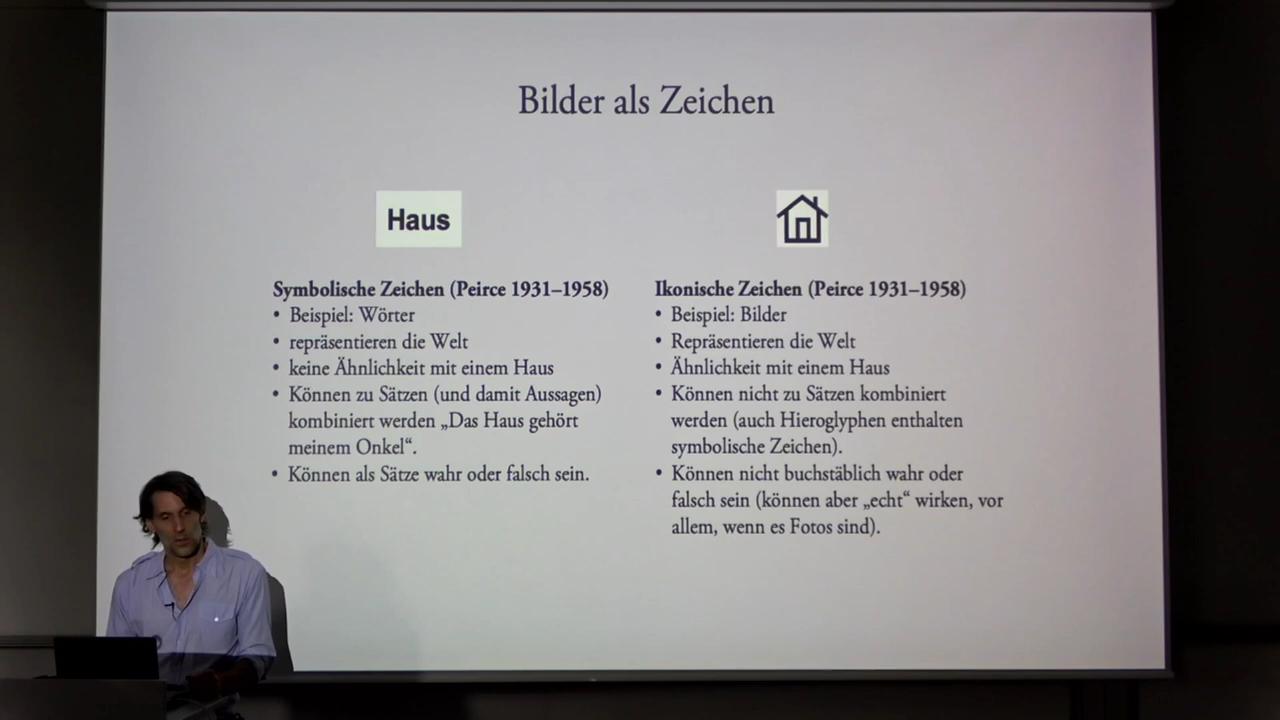 Bilder als Zeichen
Haus
Symbolische Zeichen (Peirce 1931–1958)
• Beispiel: Wörter
• repräsentieren die Welt
• keine Ähnlichkeit mit einem Haus
• Können zu Sätzen (und damit Aussagen)
kombiniert werden „Das Haus gehört
meinem Onkel“.
• Können als Sätze wahr oder falsch sein.
Ikonische Zeichen (Peirce 1931–1958)
• Beispiel: Bilder
• Repräsentieren die Welt
• Ähnlichkeit mit einem Haus
• Können nicht zu Sätzen kombiniert
werden (auch Hieroglyphen enthalten
symbolische Zeichen).
• Können nicht buchstäblich wahr oder
falsch sein (können aber „echt“ wirken, vor
allem, wenn es Fotos sind).